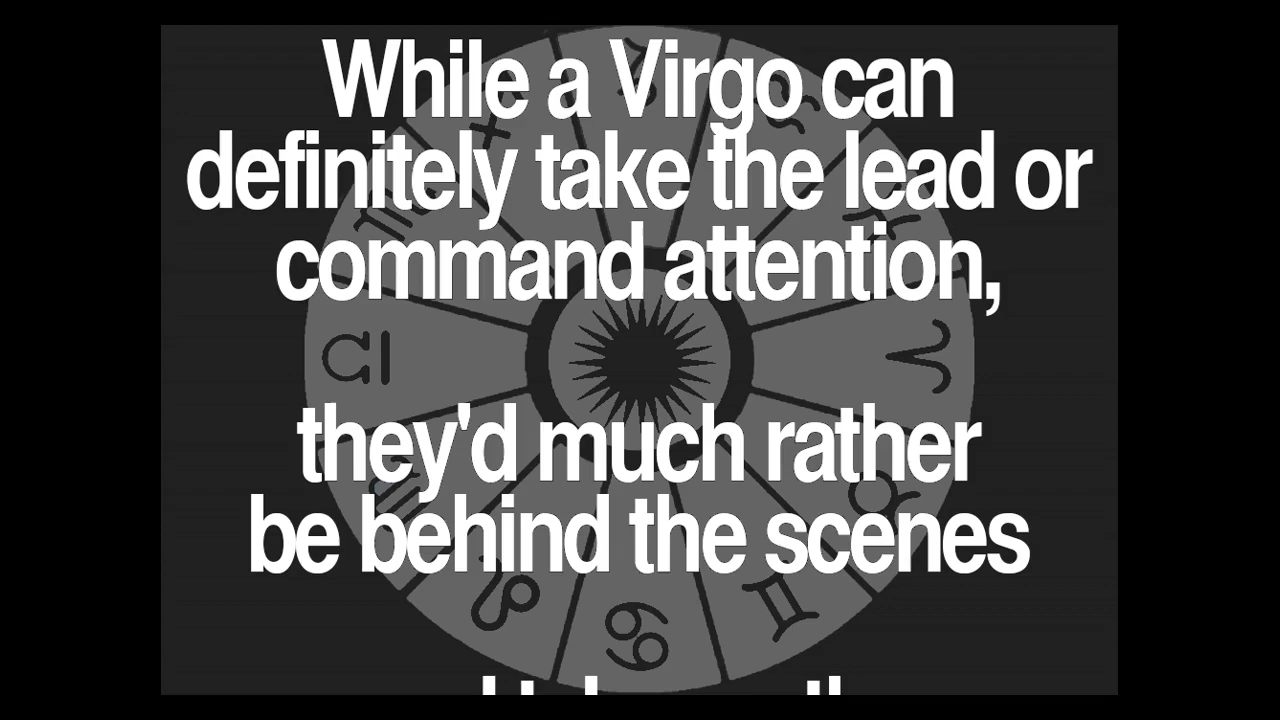 While a Virgo can
definitely take the lead or
command attention,
they'd much rather
be behind the scenes